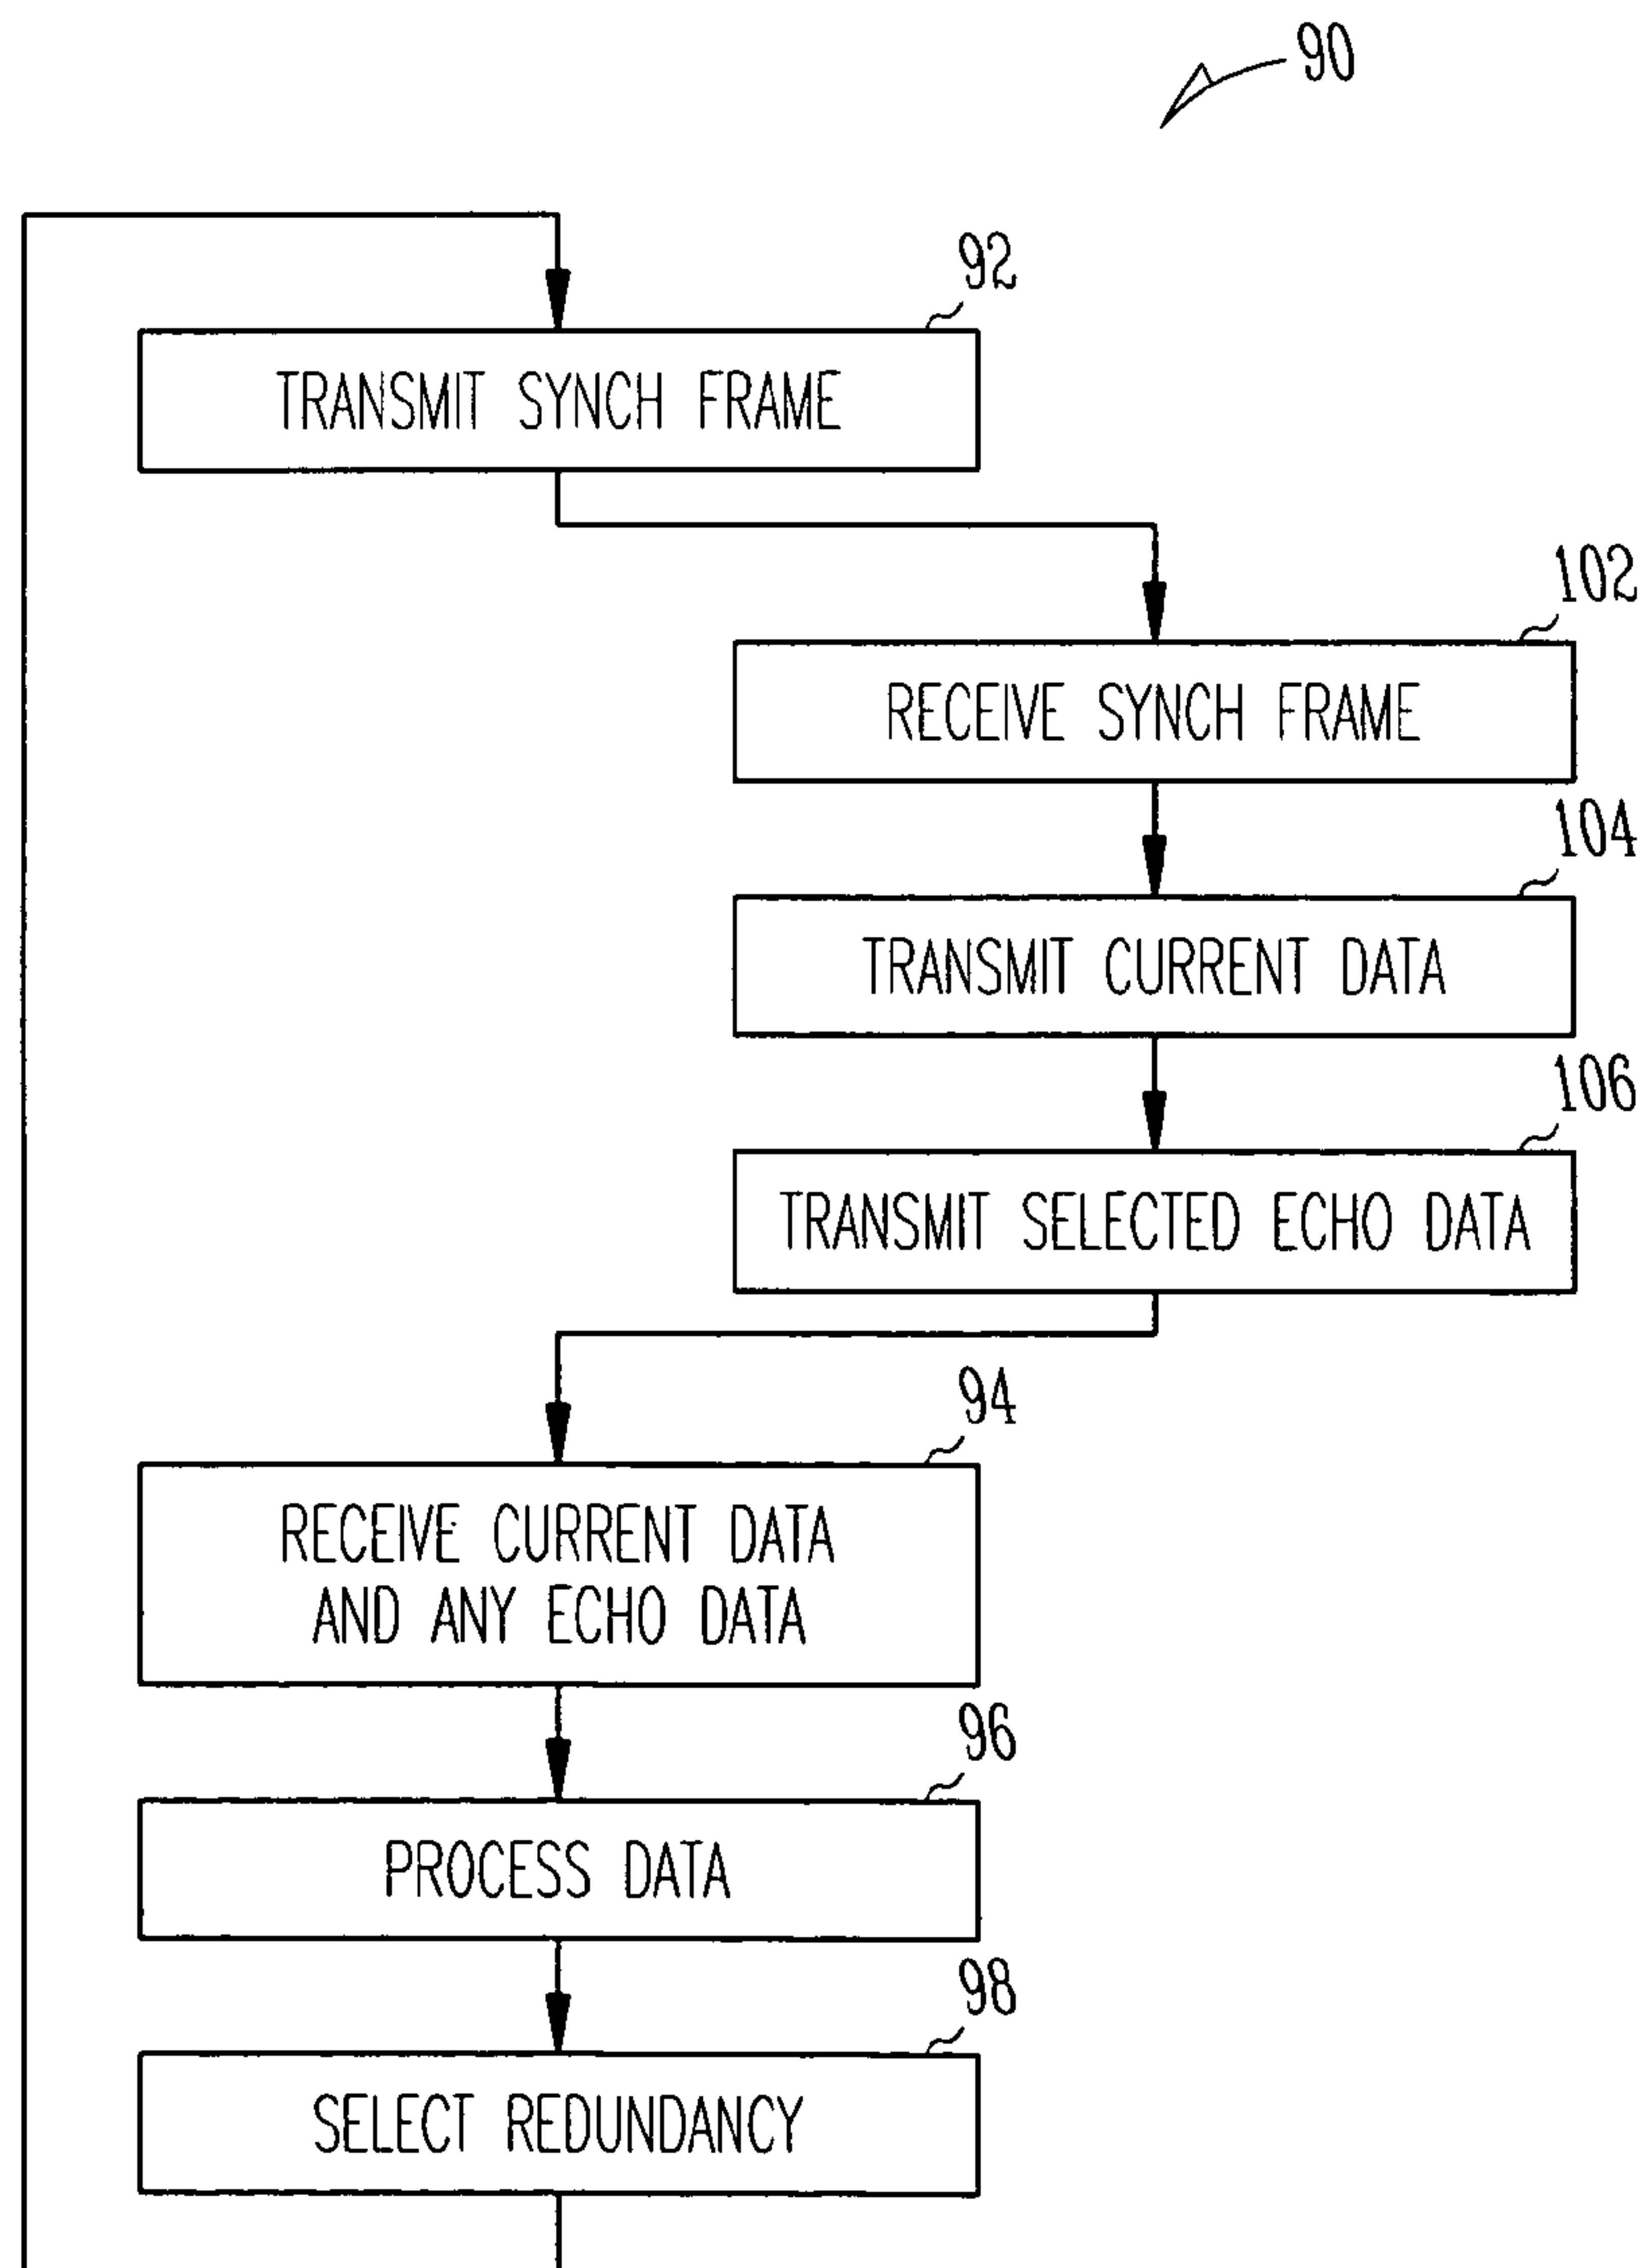 90
92
TRANSMIT SYNCH FRAME
102
RECEIVE SYNCH FRAME
104
TRANSMIT CURRENT DATA
106
TRANSMIT SELECTED ECHO DATA
94
RECEIVE CURRENT DATA
AND ANY ECHO DATA
96
PROCESS DATA
98
SELECT REDUNDANCY